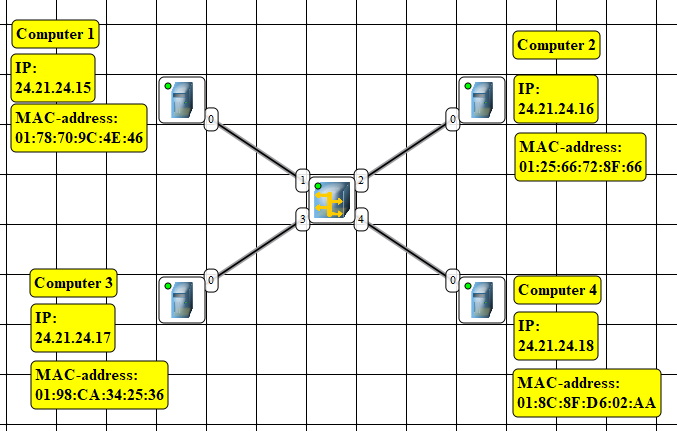 Computer 1
IP:
24.21.24.15
MAC-address:
01:78:70:9C:4E:46
Computer 2
IP:
24.21.24.16
MAC-address:
01:25:66:72:8F:66
0
0
1
2
3
4
0
0
Computer 3
IP:
24.21.24.17
MAC-address:
01:98:CA:34:25:36
Computer 4
IP:
24.21.24.18
MAC-address:
01:8C:8F:D6:02:AA